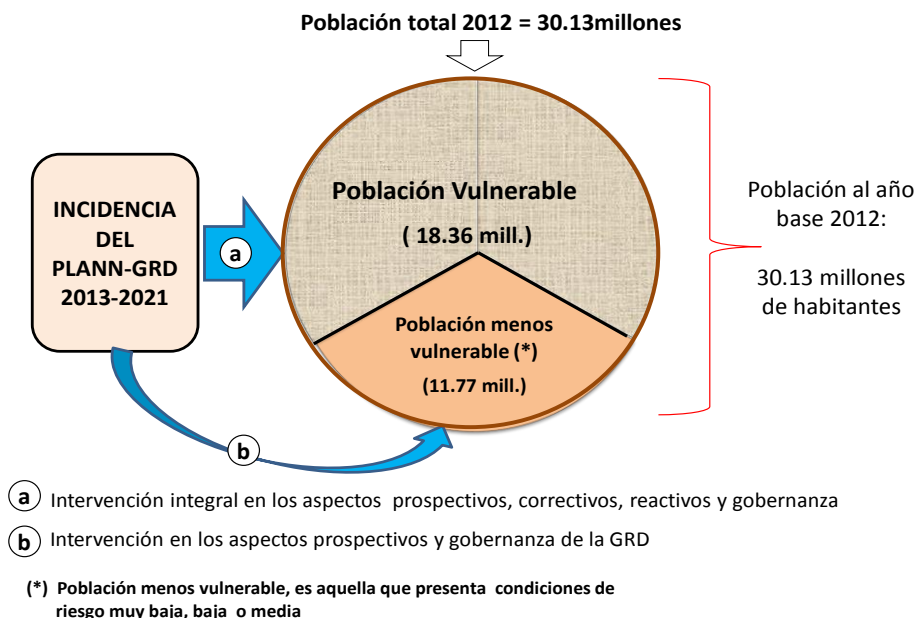 Población total 2012 = 30.13millones
INCIDENCIA
DEL
PLANN-GRD
2013-2021
a
Población Vulnerable
( 18.36 mill.)
Población menos
vulnerable (*)
(11.77 mill.)
Población al año
base 2012:
30.13 millones
de habitantes
b
a Intervención integral en los aspectos prospectivos, correctivos, reactivos y gobernanza
b Intervención en los aspectos prospectivos y gobernanza de la GRD
(*) Población menos vulnerable, es aquella que presenta condiciones de
riesgo muy baja, baja o media